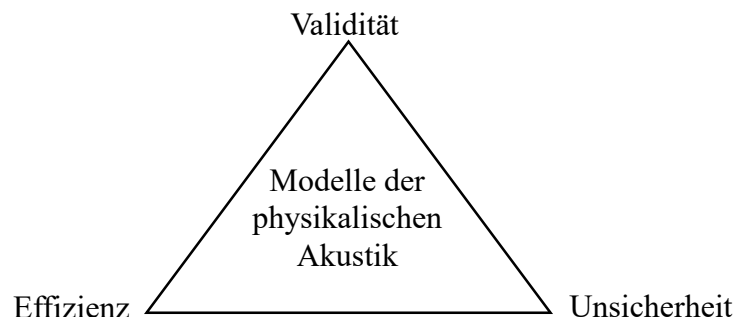 Validität
Modelle der
physikalischen
Akustik
Effizienz
Unsicherheit